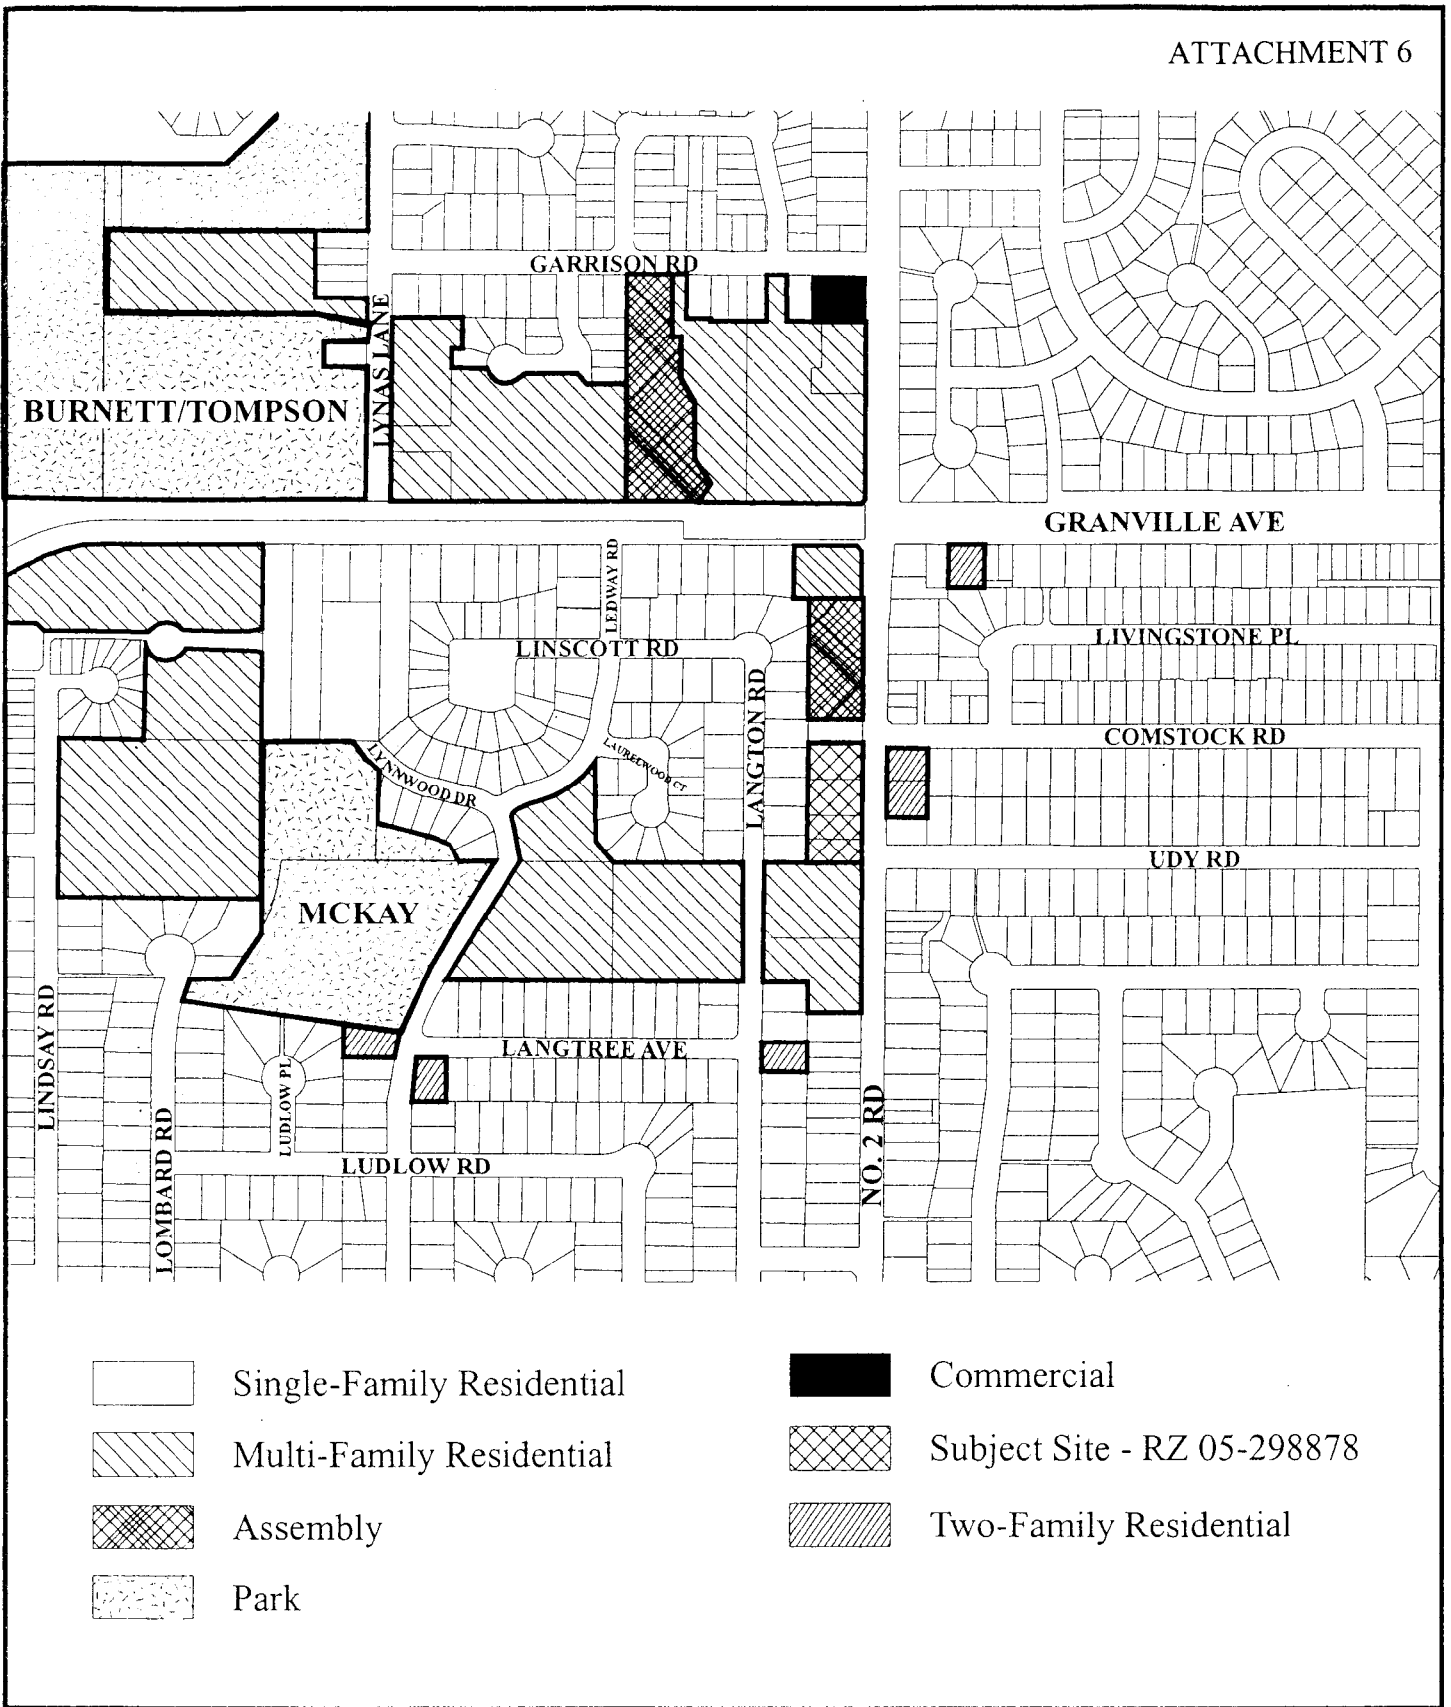 ATTACHMENT 6
GARRISON RD
LYNAS LANE
BURNETT/TOMPSON
GRANVILLE AVE
LEDWAY RD
LIVINGSTONE PL
LINSCOTT RD
LANGTON RD
COMSTOCK RD
LAURELWOOD CT
LYNNWOOD DR
UDY RD
MCKAY
LINDSAY RD
LANGTREE AVE
LUDLOW PL
NO. 2 RD
LOMBARD RD
LUDLOW RD
Single-Family Residential
Multi-Family Residential
Assembly
Park
Commercial
Subject Site - RZ 05-298878
Two-Family Residential